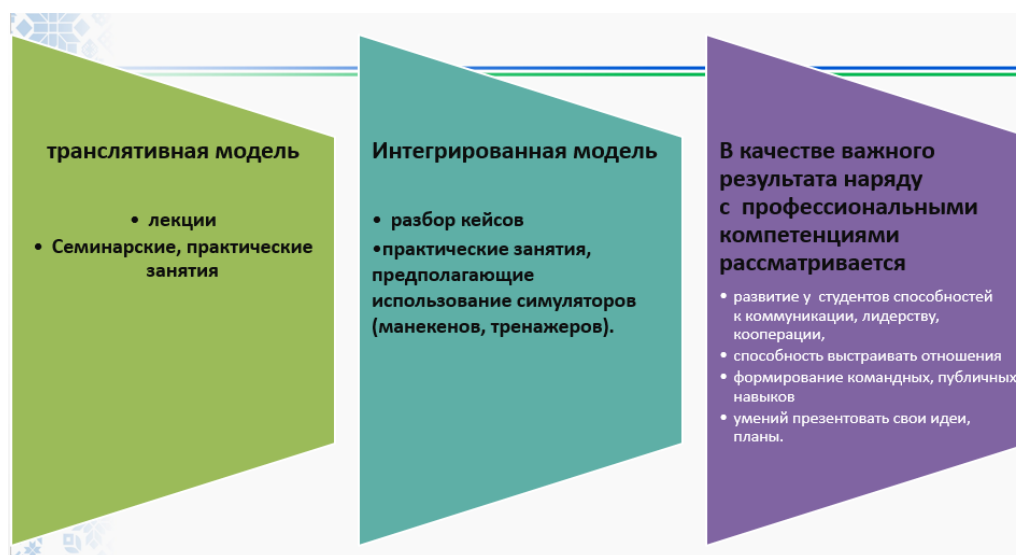 транслятивная модель
• лекции
• Семинарские, практические
занятия
Интегрированная модель
• разбор кейсов
•практические занятия,
предполагающие
использование симуляторов
(манекенов, тренажеров).
В качестве важного
результата наряду
с профессиональными
компетенциями
рассматривается
• развитие у студентов способностей
к коммуникации, лидерству,
кооперации,
• способность выстраивать отношения
• формирование командных, публичных
навыков
• умений презентовать свои идеи,
планы.